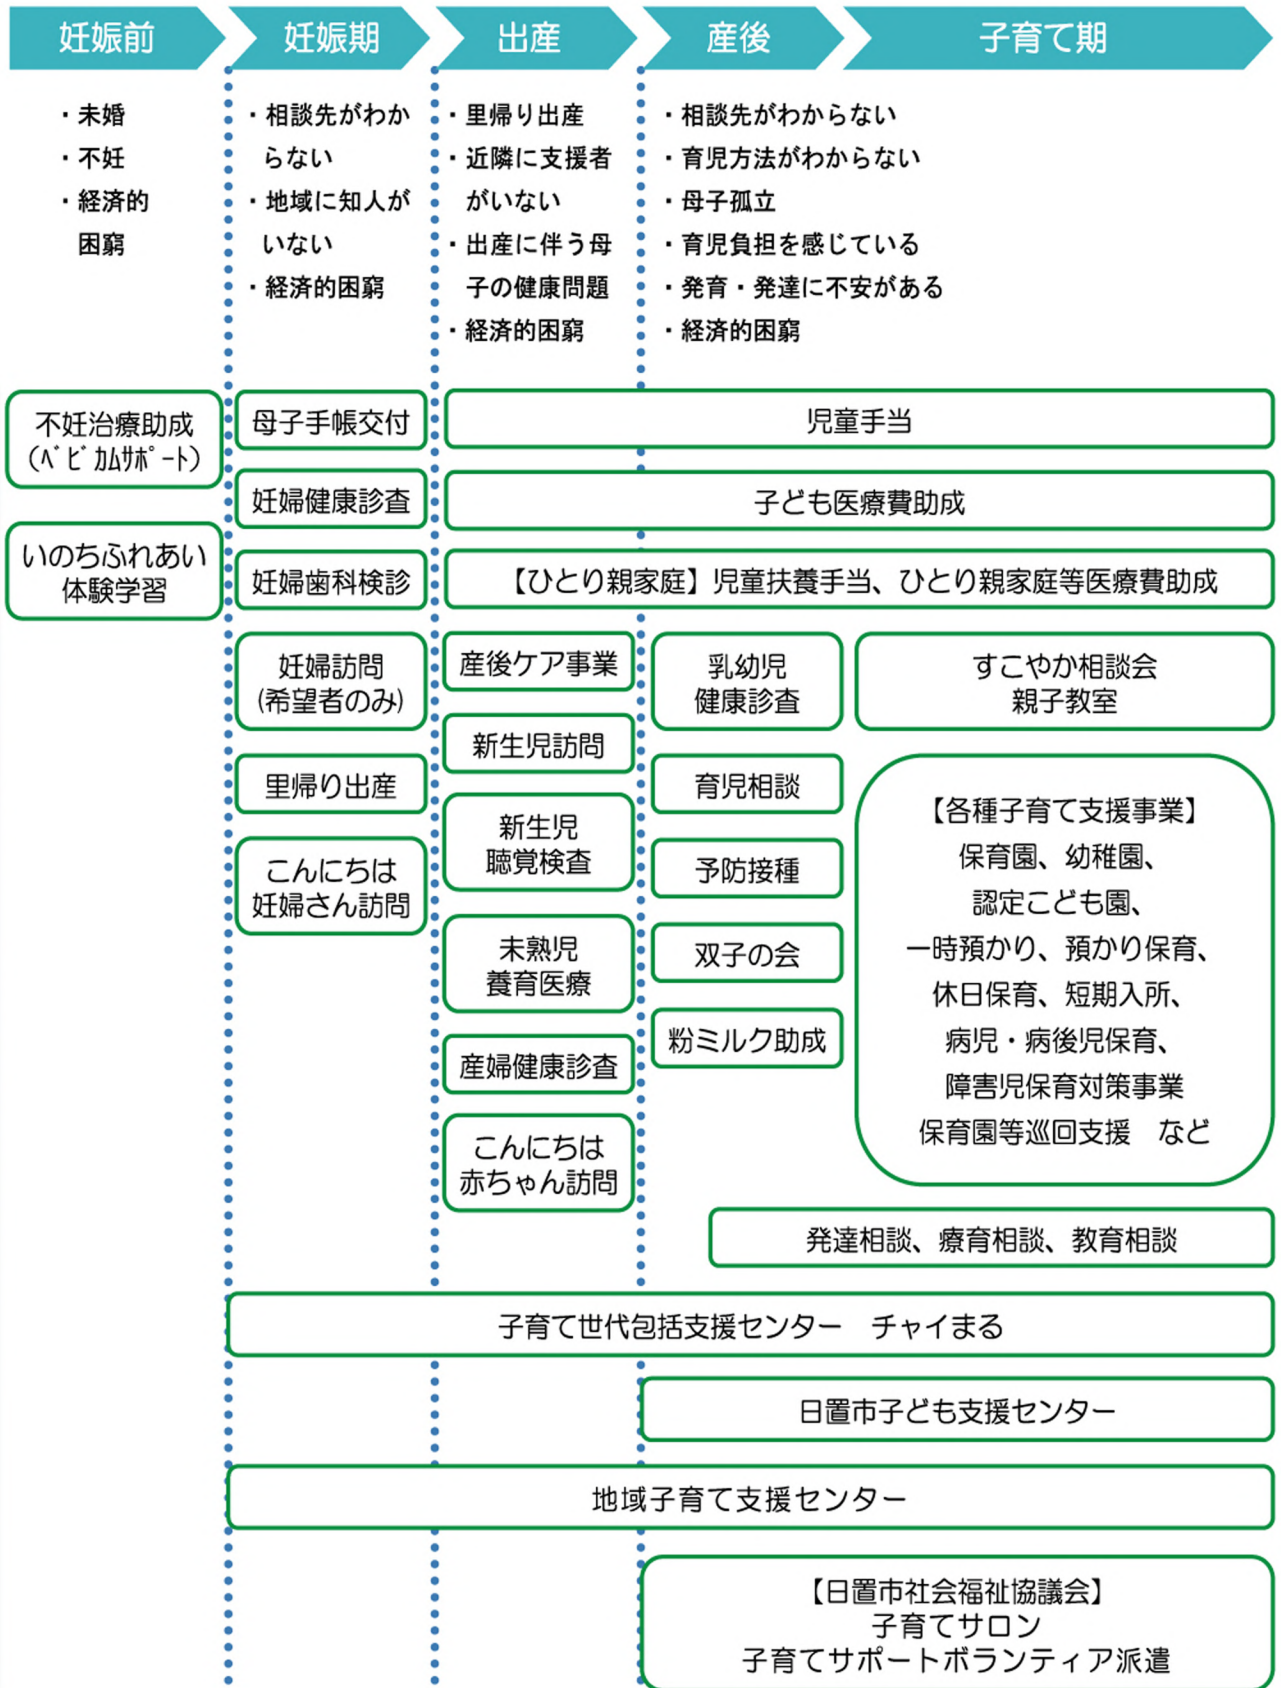 妊娠前
妊娠期
出産
産後
子育て期
・未婚
・不妊
・経済的
困窮
・相談先がわか
らない
・地域に知人が
いない
・経済的困窮
・里帰り出産
・近隣に支援者
がいない
・出産に伴う母
子の健康問題
・経済的困窮
・相談先がわからない
・育児方法がわからない
・母子孤立
・育児負担を感じている
・発育・発達に不安がある
・経済的困窮
不妊治療助成
(ﾍﾞﾋﾞｶﾑｻﾎﾟｰﾄ)
いのちふれあい
体験学習
母子手帳交付
妊婦健康診査
妊婦歯科検診
妊婦訪問
(希望者のみ)
里帰り出産
こんにちは
妊婦さん訪問
児童手当
子ども医療費助成
【ひとり親家庭】児童扶養手当、ひとり親家庭等医療費助成
産後ケア事業
新生児訪問
新生児
聴覚検査
未熟児
養育医療
産婦健康診査
こんにちは
赤ちゃん訪問
乳幼児
健康診査
育児相談
予防接種
双子の会
粉ミルク助成
すこやか相談会
親子教室
【各種子育て支援事業】
保育園、幼稚園、
認定こども園、
一時預かり、預かり保育、
休日保育、短期入所、
病児・病後児保育、
障害児保育対策事業
保育園等巡回支援　など
発達相談、療育相談、教育相談
子育て世代包括支援センター　チャイまる
日置市子ども支援センター
地域子育て支援センター
【日置市社会福祉協議会】
子育てサロン
子育てサポートボランティア派遣